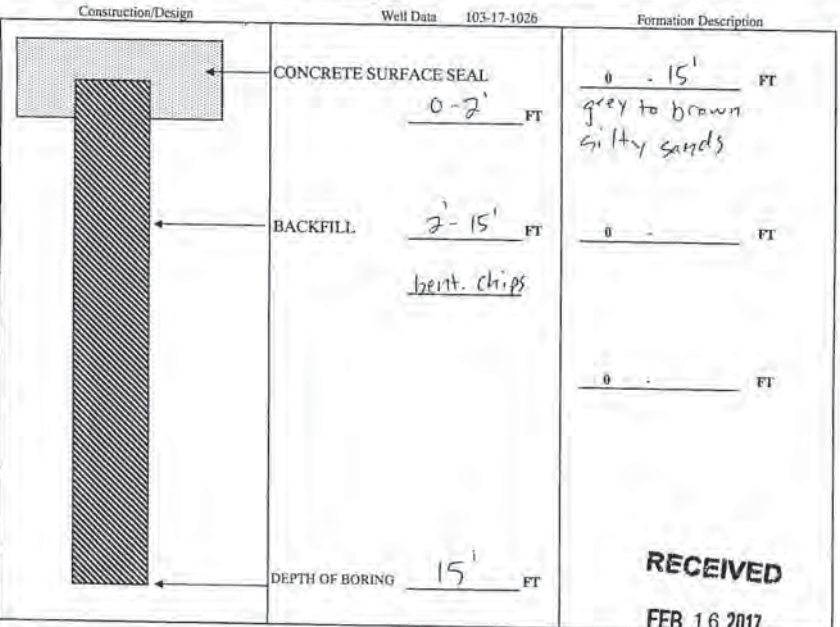 Construction/Design
Well Data 103-17-1026
Formation Description
CONCRETE SURFACE SEAL
0-2' FT
BACKFILL 2'-15' FT
bent. chips
DEPTH OF BORING 15' FT
0 - 15' FT
grey to brown
silty sands
0 - FT
0 - FT
RECEIVED
FEB 16 2017